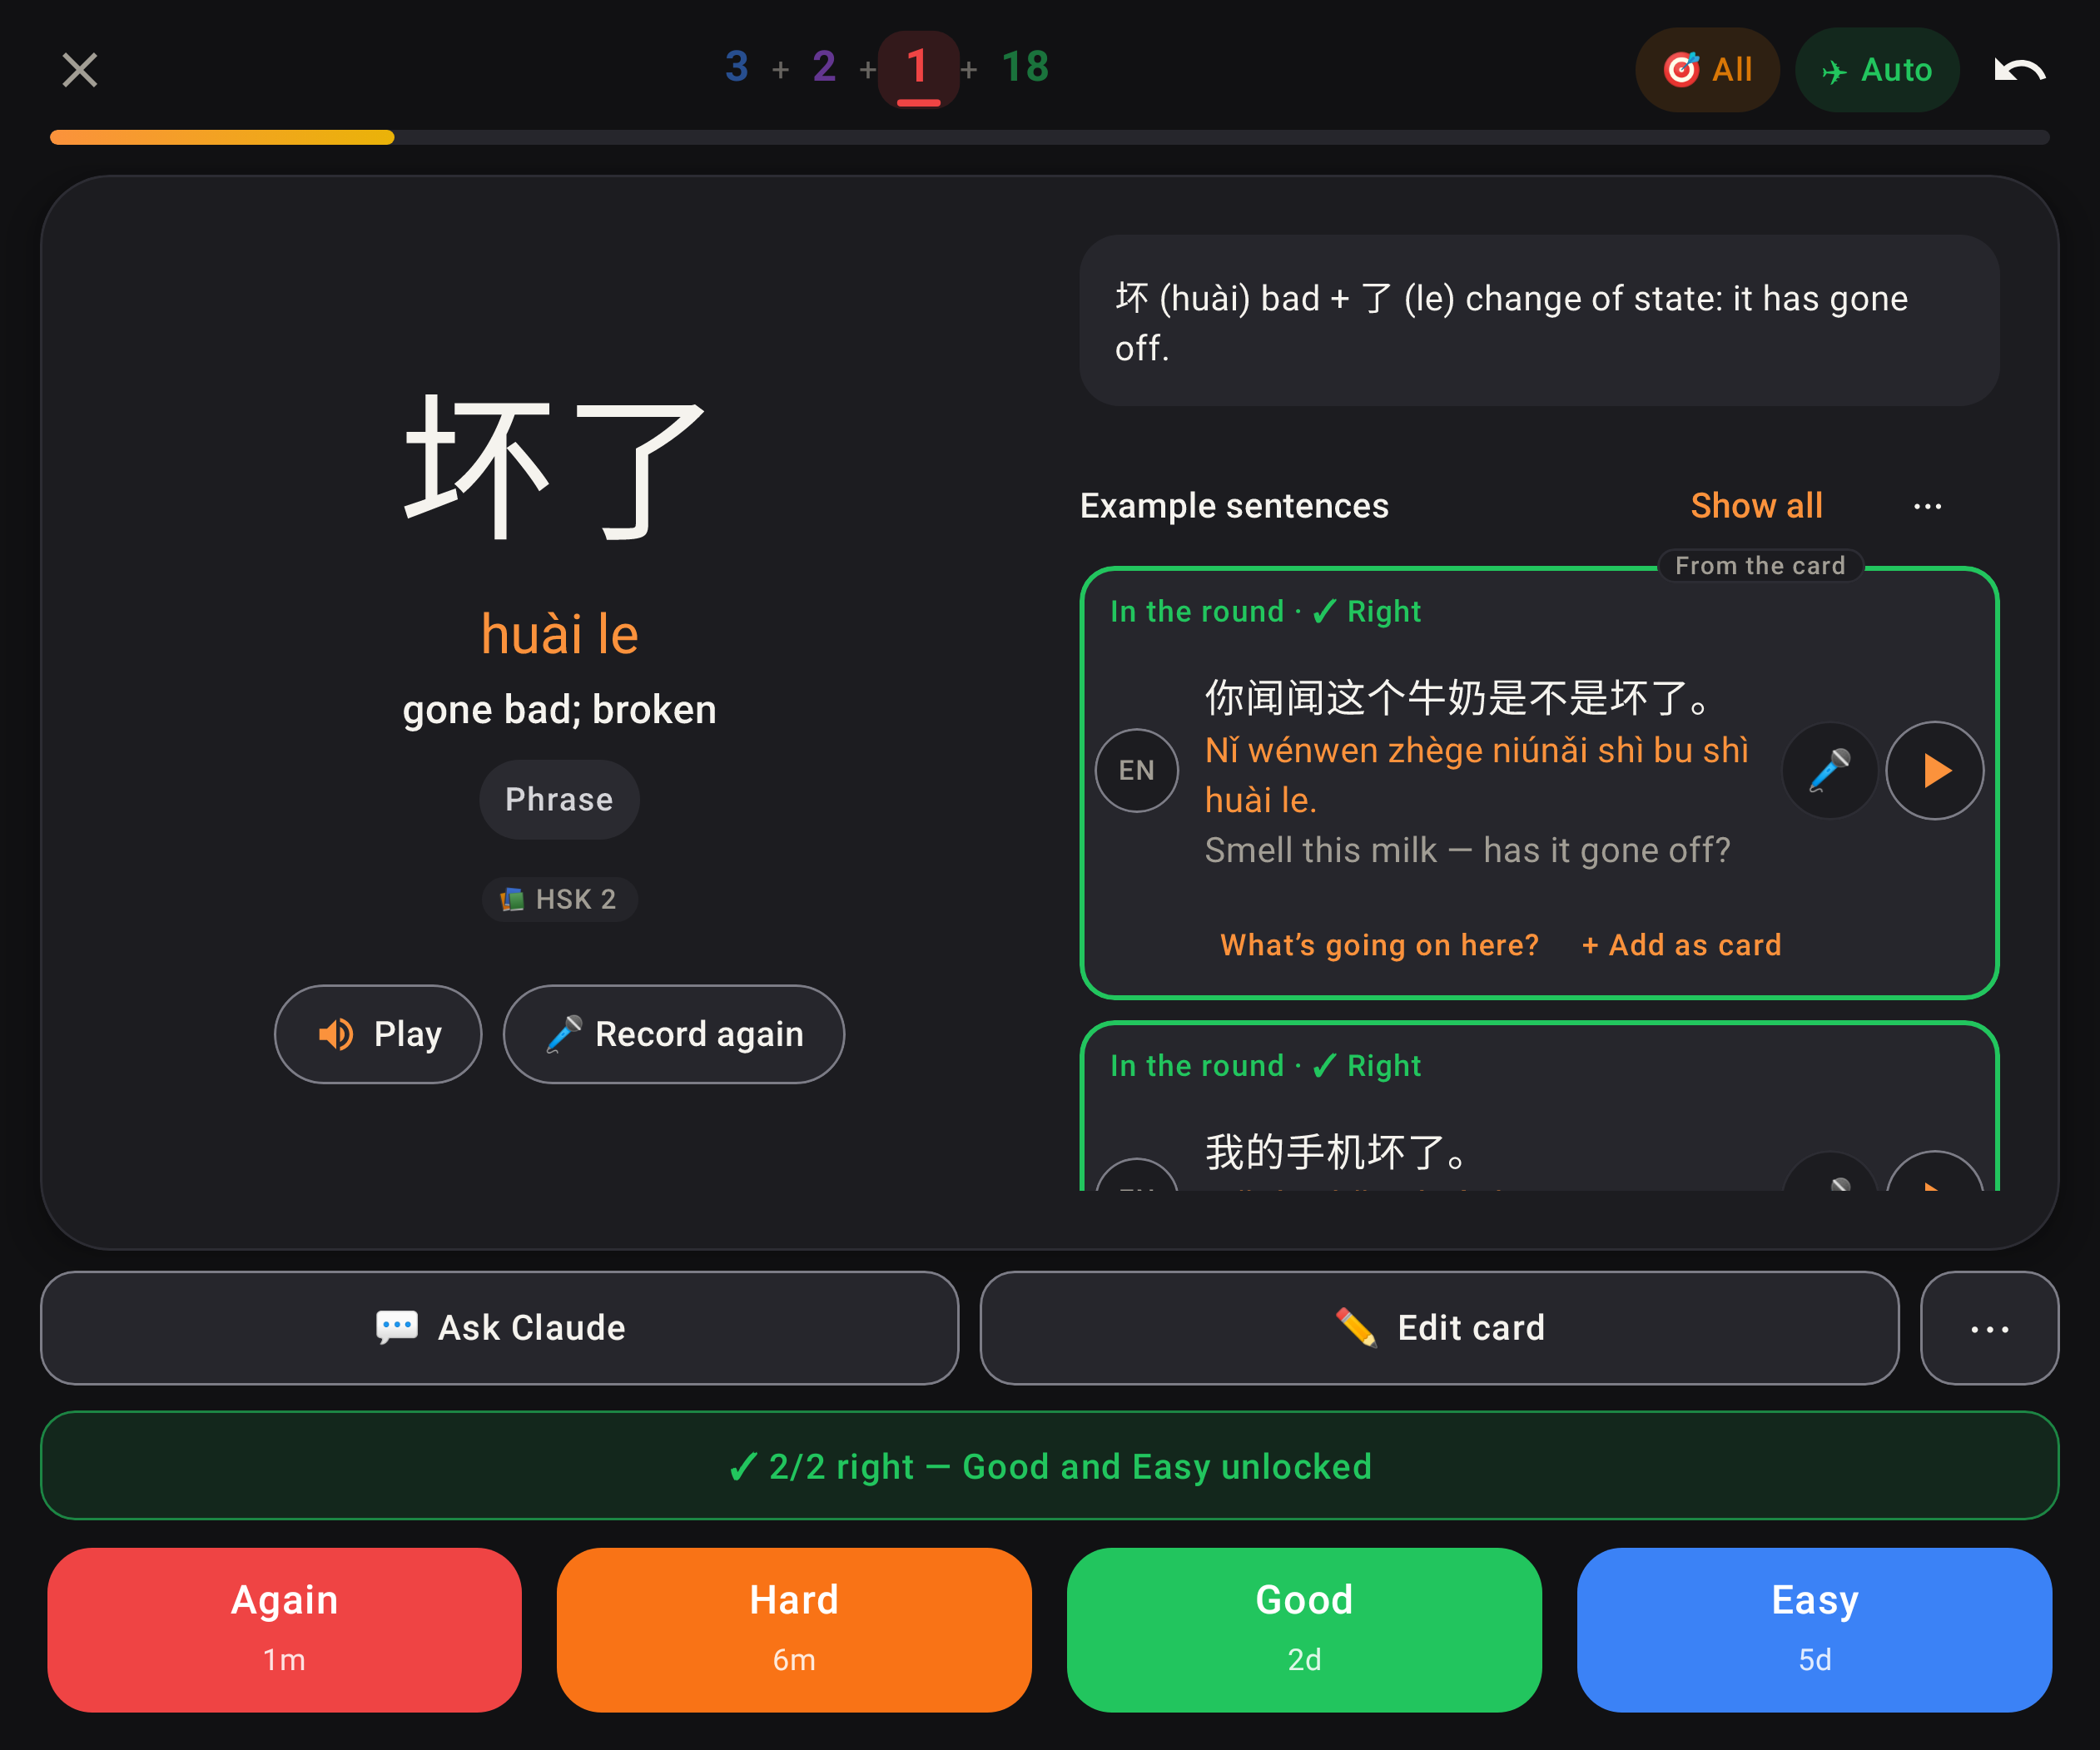 3 + 2 + 1 + 18
All
Auto
坏了
huài le
gone bad; broken
Phrase
HSK 2
Play
Record again
坏 (huài) bad + 了 (le) change of state: it has gone
off.
Example sentences
Show all
...
From the card
In the round · ✓ Right
EN
你闻闻这个牛奶是不是坏了。
Nǐ wénwen zhège niúnǎi shì bu shì
huài le.
Smell this milk — has it gone off?
What's going on here?
+ Add as card
In the round · ✓ Right
我的手机坏了。
Ask Claude
Edit card
...
✓ 2/2 right — Good and Easy unlocked
Again
1m
Hard
6m
Good
2d
Easy
5d